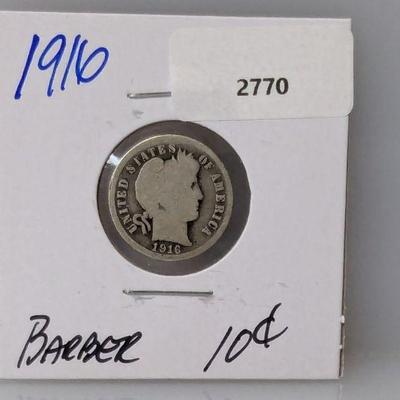 1916
2770
UNITED STATES OF AMERICA
1916
BARBER 10¢